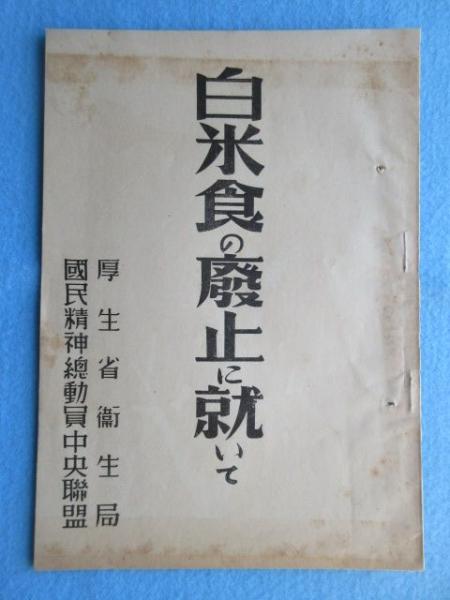 白米食の廢止に就いて
厚生省衞生局
國民精神總動員中央聯盟